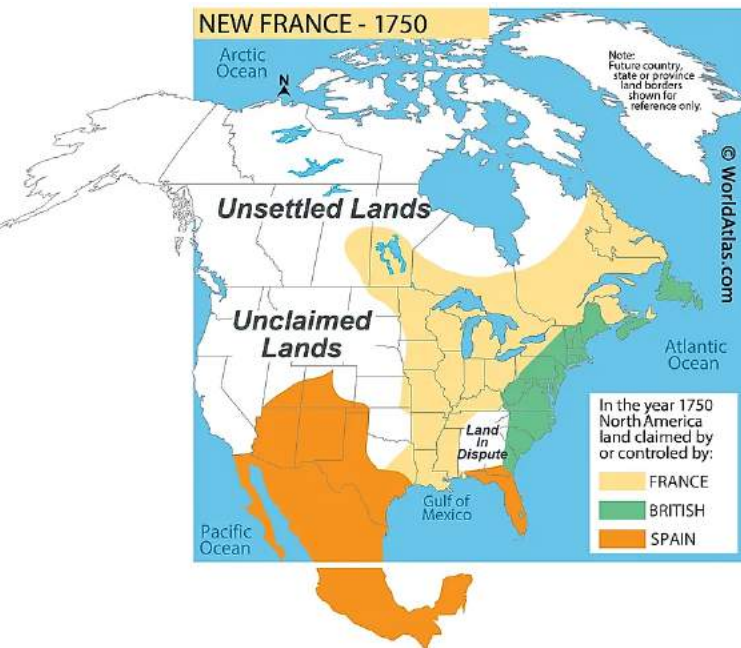 NEW FRANCE - 1750
Arctic
Ocean
N
Note:
Future country,
state or province
land borders
shown for
reference only.
© WorldAtlas.com
Unsettled Lands
Unclaimed
Lands
Land
In
Dispute
Atlantic
Ocean
Gulf of
Mexico
Pacific
Ocean
In the year 1750
North America
land claimed by
or controled by:
FRANCE
BRITISH
SPAIN